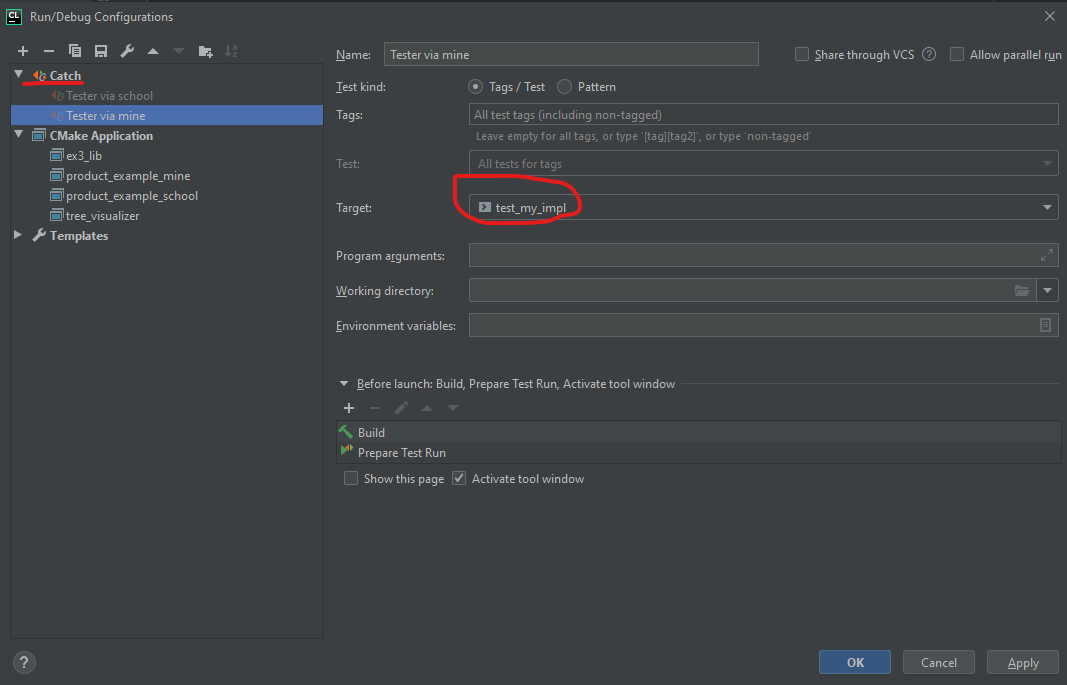 CL Run/Debug Configurations
Name: Tester via mine Share through VCS ? Allow parallel run
Catch
Tester via school
Tester via mine
CMake Application
ex3_lib
product_example_mine
product_example_school
tree_visualizer
Templates
Test kind: Tags / Test Pattern
Tags: All test tags (including non-tagged)
Leave empty for all tags, or type '[tag][tag2]', or type 'non-tagged'
Test: All tests for tags
Target: test_my_impl
Program arguments:
Working directory:
Environment variables:
Before launch: Build, Prepare Test Run, Activate tool window
Build
Prepare Test Run
Show this page Activate tool window
? OK Cancel Apply